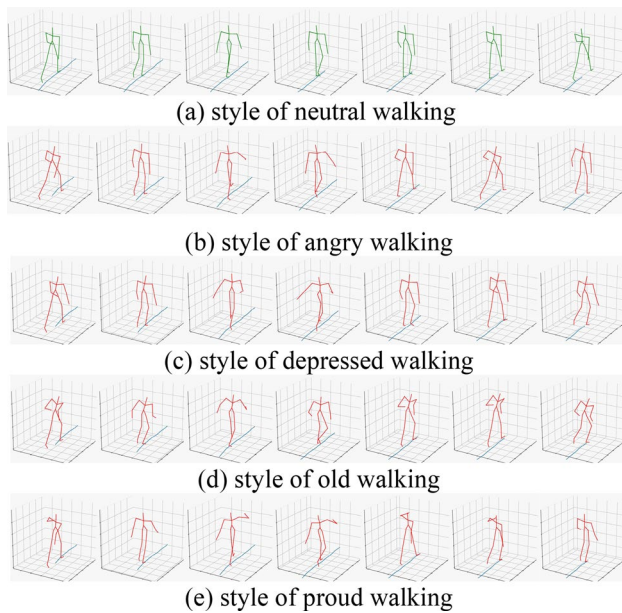 (a) style of neutral walking
(b) style of angry walking
(c) style of depressed walking
(d) style of old walking
(e) style of proud walking